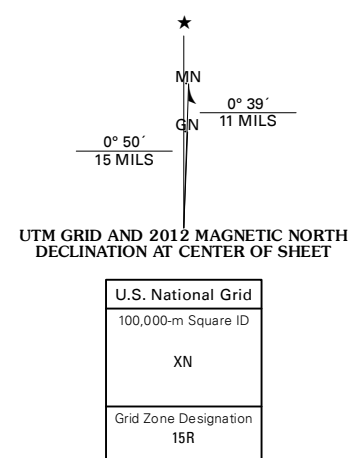 ★
MN
0° 39´
GN
11 MILS
0° 50´
15 MILS
UTM GRID AND 2012 MAGNETIC NORTH
DECLINATION AT CENTER OF SHEET
U.S. National Grid
100,000-m Square ID
XN
Grid Zone Designation
15R